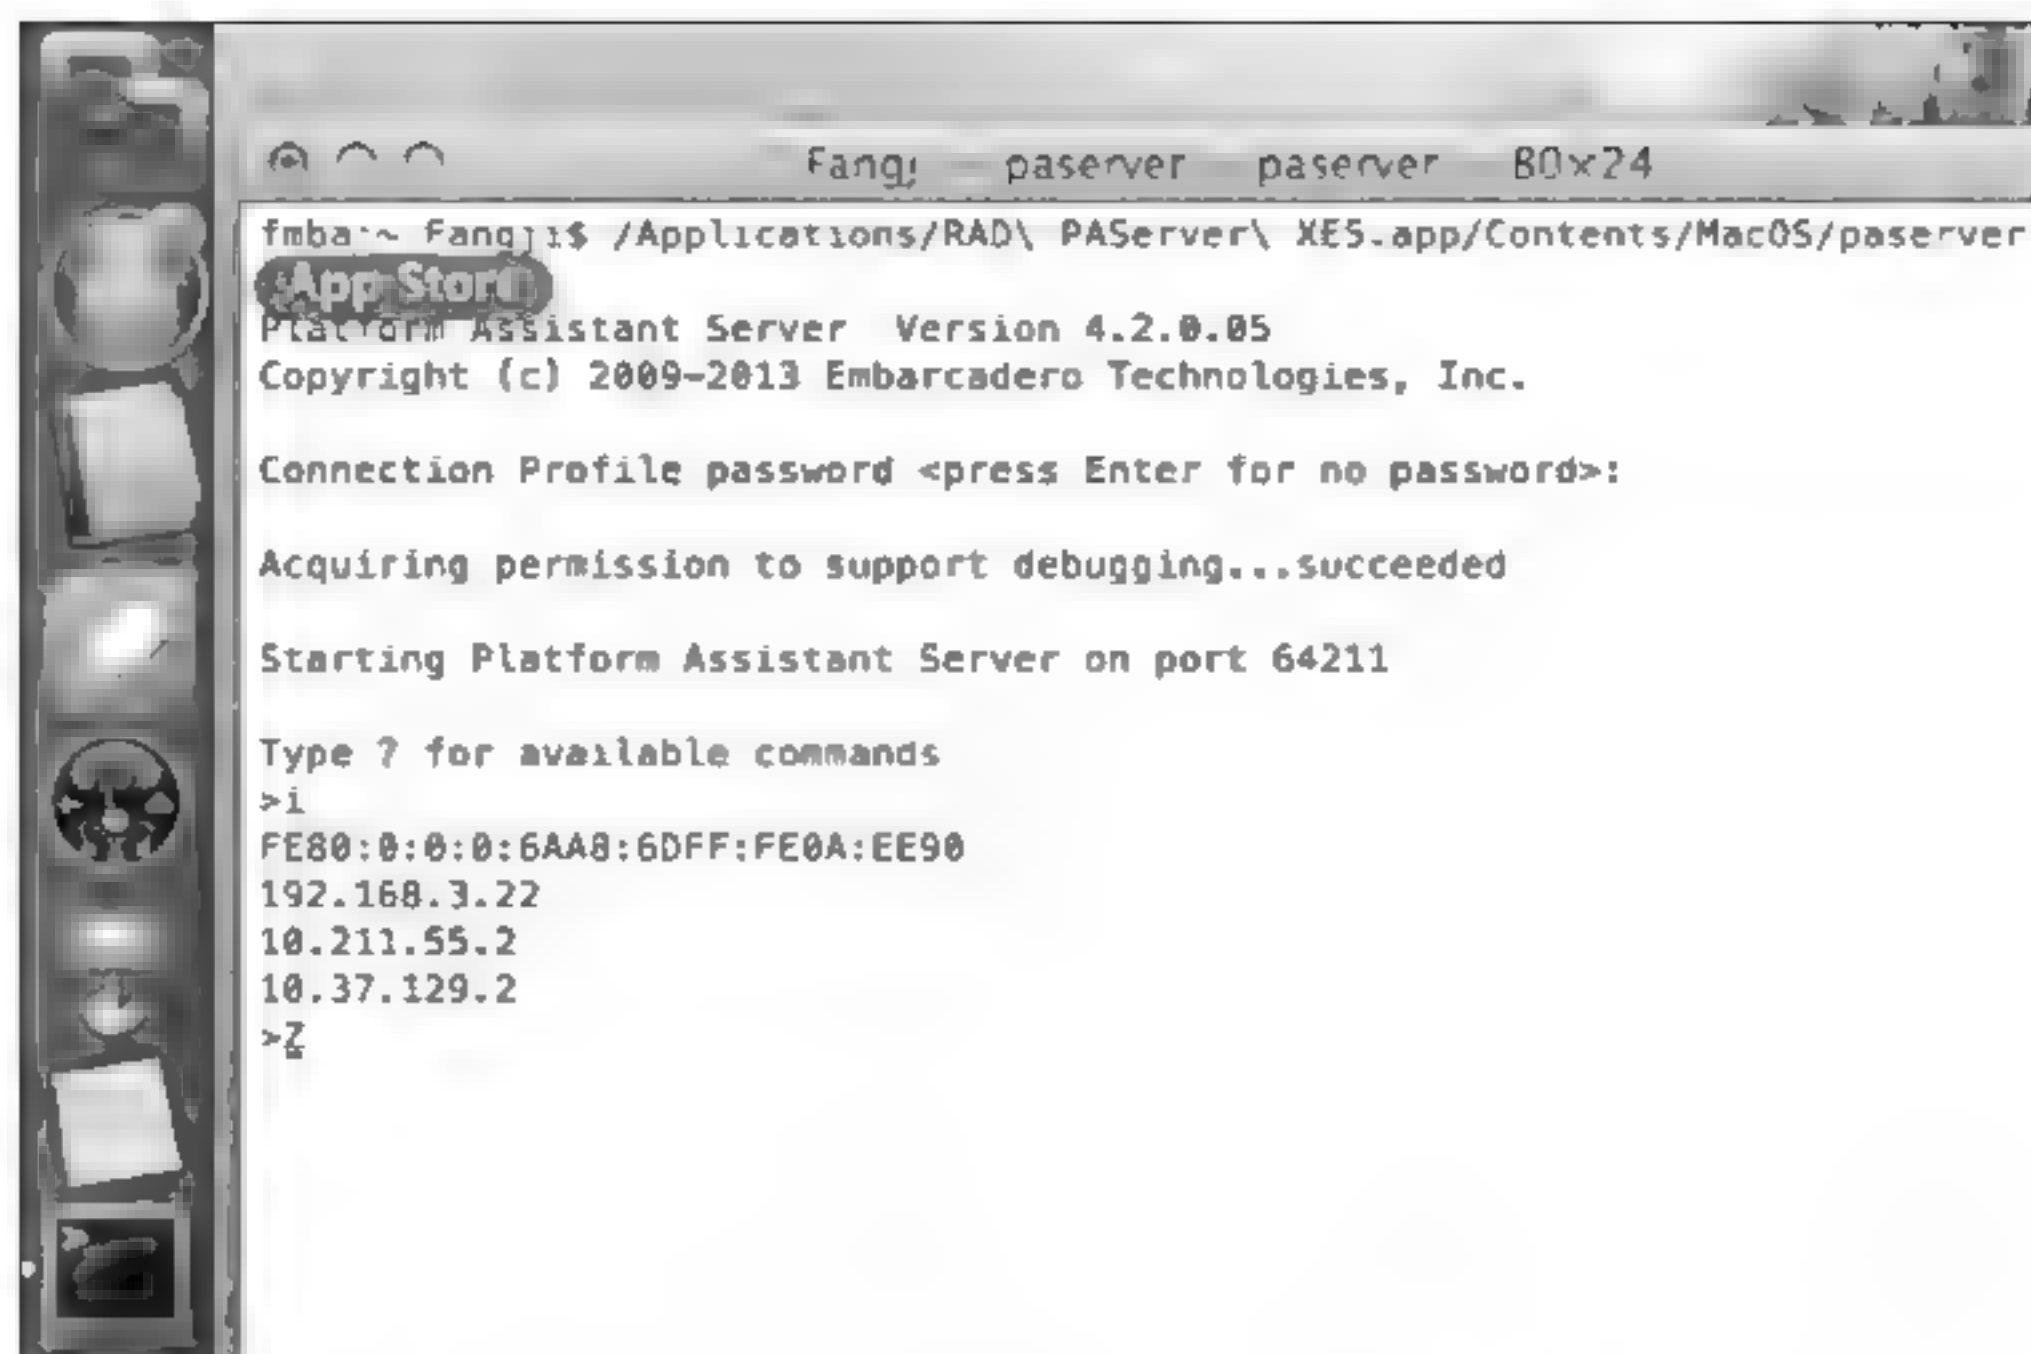 Fangj — paserver — paserver — 80×24
fmba:~ Fangji$ /Applications/RAD\ PAServer\ XE5.app/Contents/MacOS/paserver
App Store
Platform Assistant Server  Version 4.2.0.05
Copyright (c) 2009-2013 Embarcadero Technologies, Inc.
Connection Profile password <press Enter for no password>:
Acquiring permission to support debugging...succeeded
Starting Platform Assistant Server on port 64211
Type ? for available commands
>i
FE80:0:0:0:6AA8:6DFF:FE0A:EE90
192.168.3.22
10.211.55.2
10.37.129.2
>Z